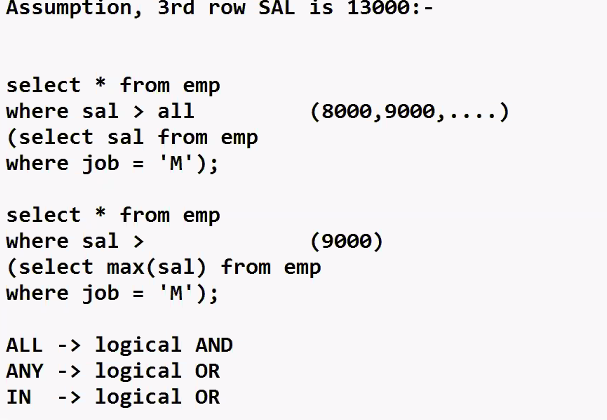 Assumption, 3rd row SAL is 13000:-
select * from emp
where sal > all (8000,9000,....)
(select sal from emp
where job = 'M');
select * from emp
where sal > (9000)
(select max(sal) from emp
where job = 'M');
ALL -> logical AND
ANY -> logical OR
IN -> logical OR